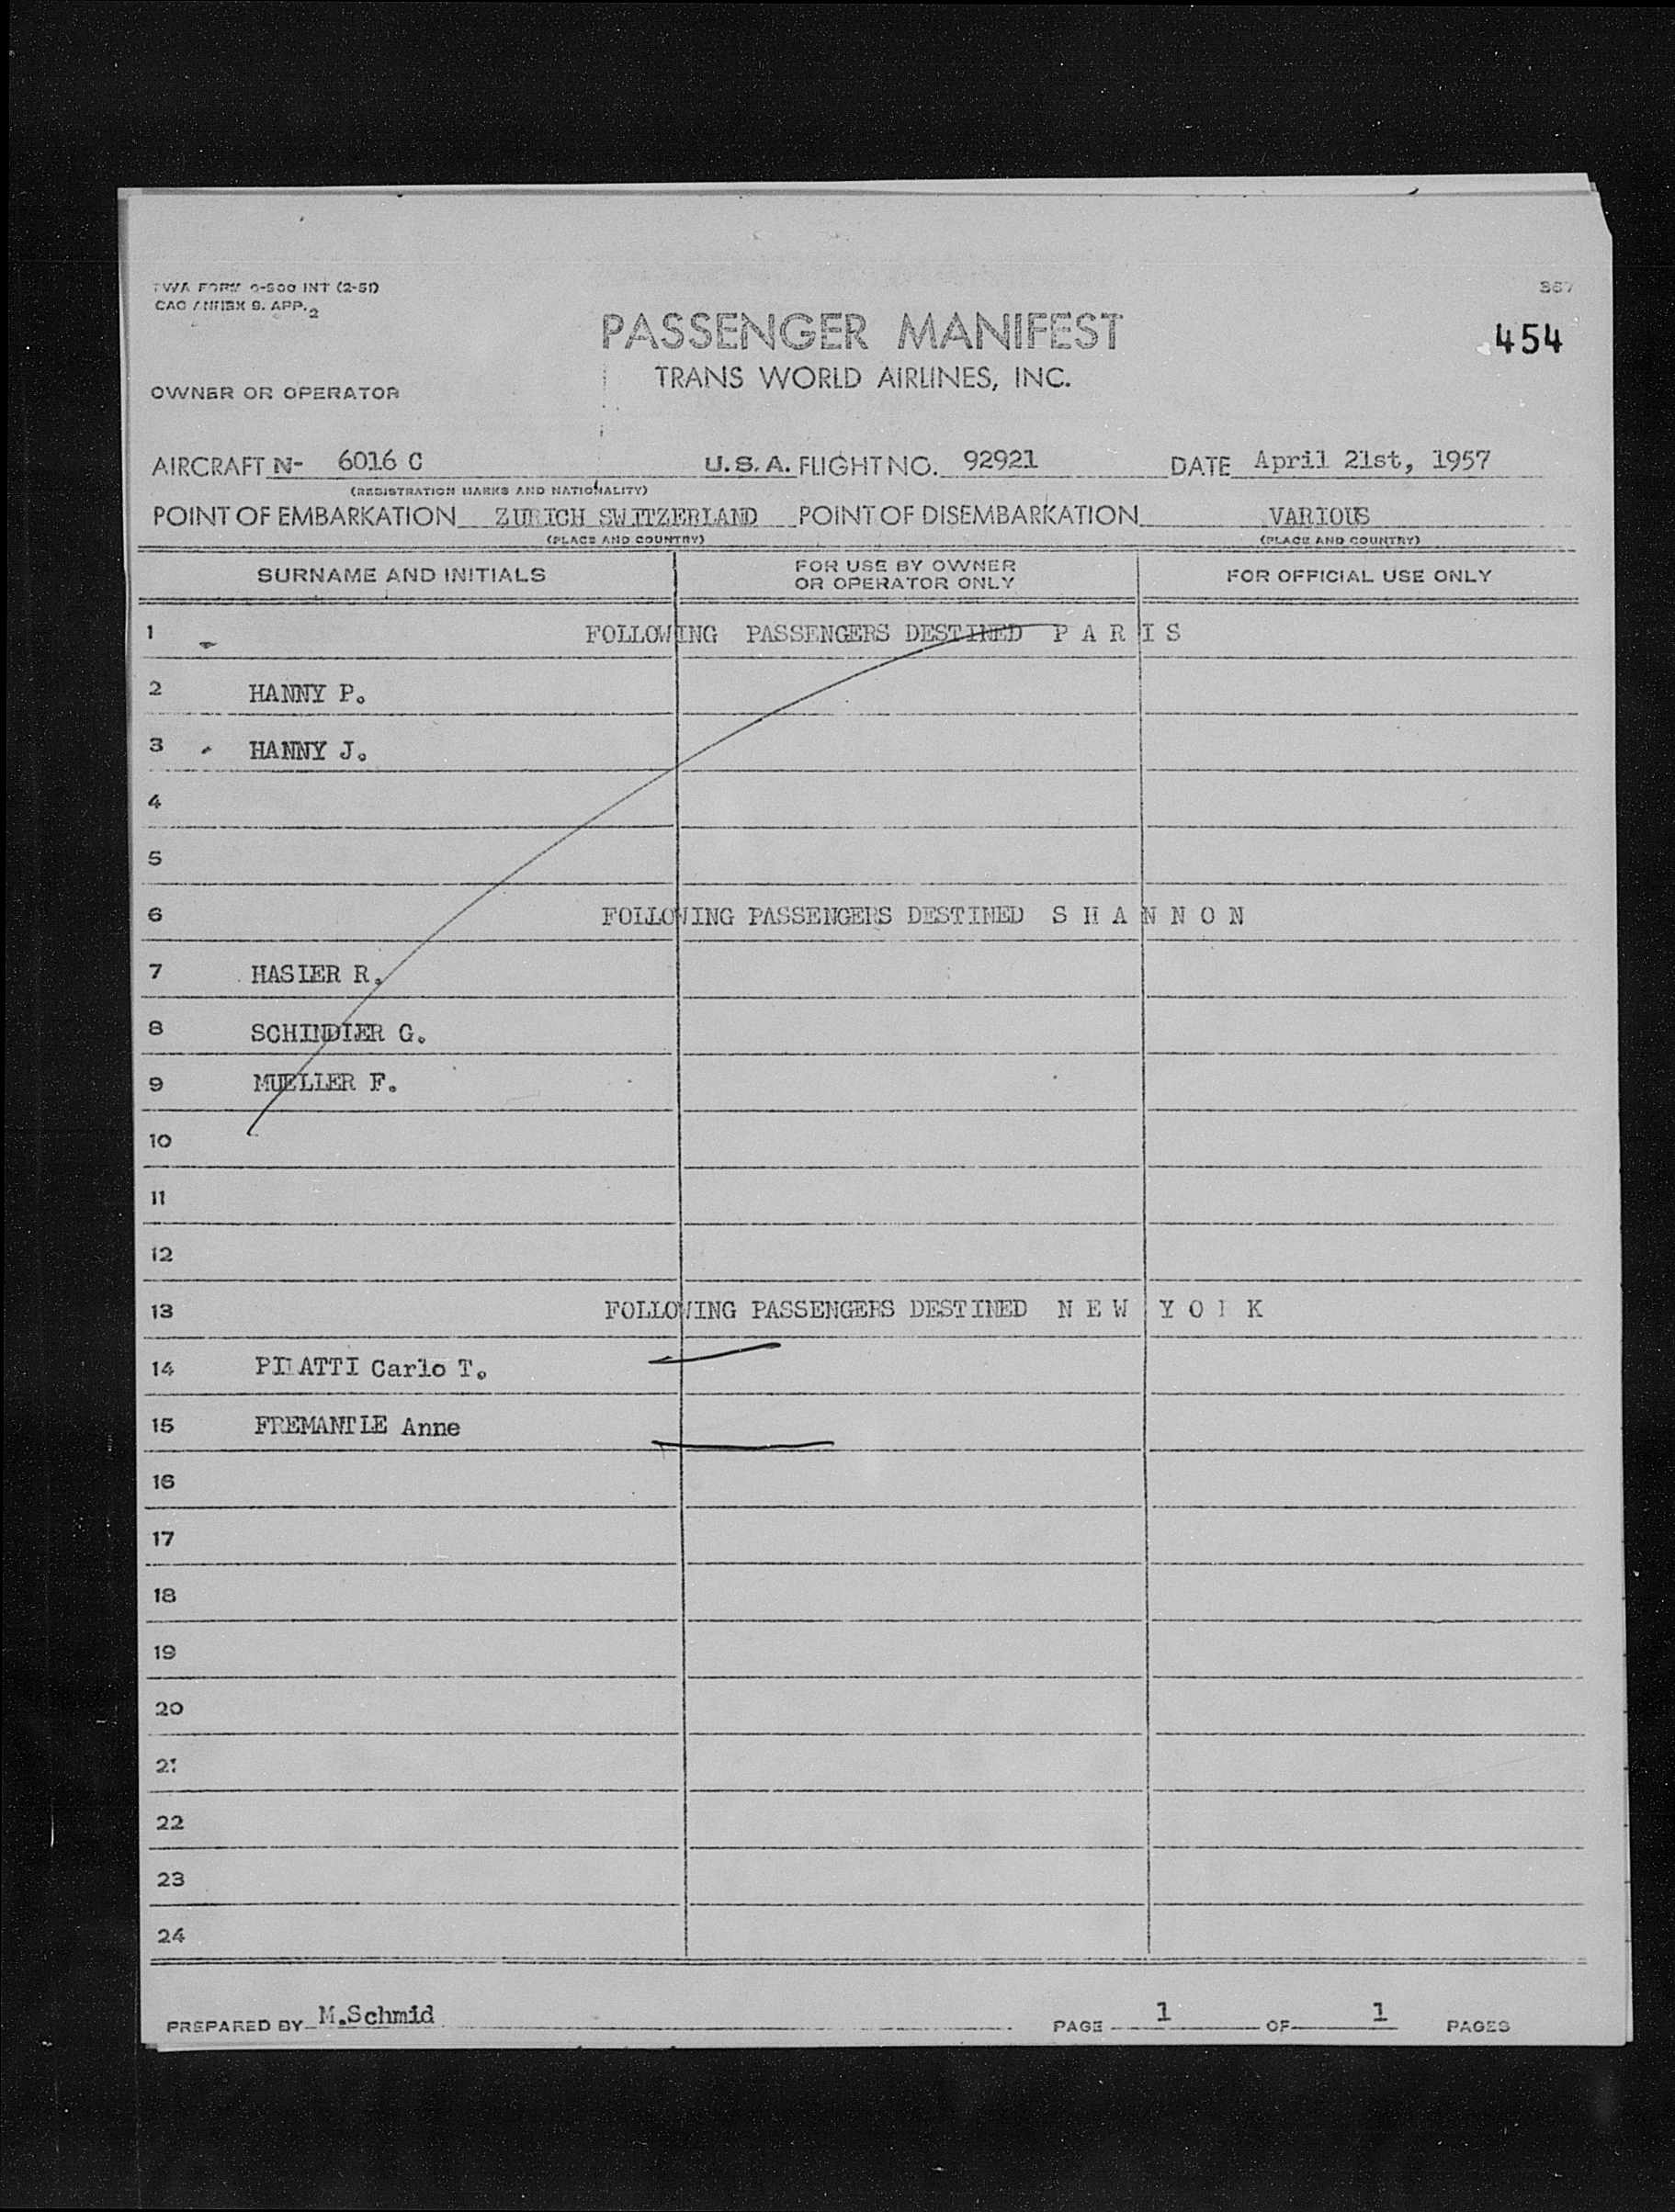 TWA FORM 0-500 INT (2-51)
CAO ANNEX 9. APP. 2
PASSENGER MANIFEST
454
TRANS WORLD AIRLINES, INC.
OWNER OR OPERATOR
AIRCRAFT N- 6016 C U.S.A. FLIGHT NO. 92921 DATE April 21st, 1957
(REGISTRATION MARKS AND NATIONALITY)
POINT OF EMBARKATION ZURICH SWITZERLAND POINT OF DISEMBARKATION VARIOUS
(PLACE AND COUNTRY) (PLACE AND COUNTRY)
SURNAME AND INITIALS FOR USE BY OWNER OR OPERATOR ONLY FOR OFFICIAL USE ONLY
1 FOLLOWING PASSENGERS DESTINED P A R I S
2 HANNY P.
3 HANNY J.
4
5
6 FOLLOWING PASSENGERS DESTINED S H A N N O N
7 HASLER R.
8 SCHINDLER G.
9 MUELLER F.
10
11
12
13 FOLLOWING PASSENGERS DESTINED N E W Y O R K
14 PILATTI Carlo T.
15 FREMANTLE Anne
16
17
18
19
20
21
22
23
24
PREPARED BY M.Schmid PAGE 1 OF 1 PAGES